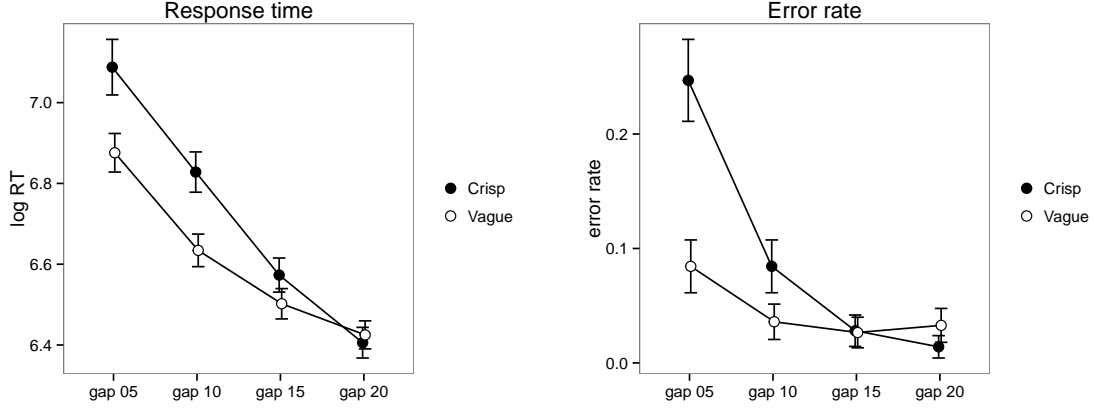 Response time
7.0
6.8
6.6
6.4
log RT
gap 05 gap 10 gap 15 gap 20
Crisp
Vague
Error rate
0.2
0.1
0.0
error rate
gap 05 gap 10 gap 15 gap 20
Crisp
Vague